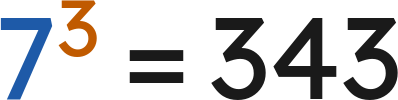 7³ = 343